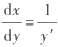 dx/dy = 1/y′